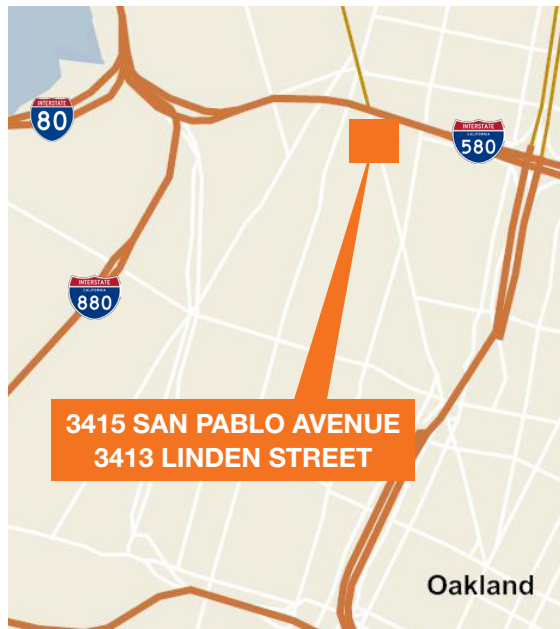 INTERSTATE
80
INTERSTATE
CALIFORNIA
580
INTERSTATE
CALIFORNIA
880
3415 SAN PABLO AVENUE
3413 LINDEN STREET
Oakland